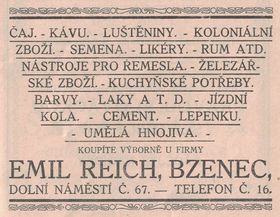 ČAJ. - KÁVU. - LUŠTĚNINY. - KOLONIÁLNÍ
ZBOŽÍ. - SEMENA. - LIKÉRY. - RUM ATD.
NÁSTROJE PRO ŘEMESLA. - ŽELEZÁŘ-
SKÉ ZBOŽÍ. - KUCHYŇSKÉ POTŘEBY.
BARVY. - LAKY A T. D. - JÍZDNÍ
KOLA. - CEMENT. - LEPENKU.
- UMĚLÁ HNOJIVA. -
KOUPÍTE VÝBORNĚ U FIRMY
EMIL REICH, BZENEC,
DOLNÍ NÁMĚSTÍ Č. 67. — TELEFON Č. 16.